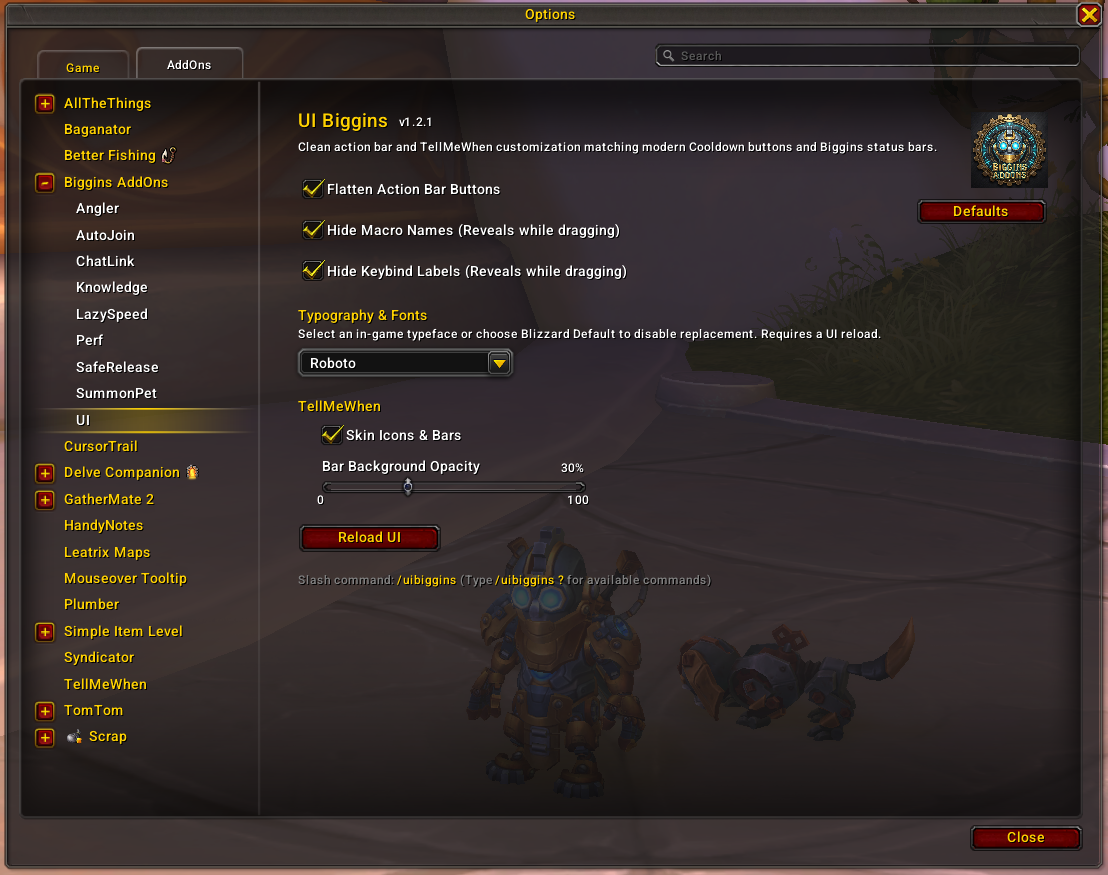 Options
Game
AddOns
Search
AllTheThings
Baganator
Better Fishing
Biggins AddOns
Angler
AutoJoin
ChatLink
Knowledge
LazySpeed
Perf
SafeRelease
SummonPet
UI
CursorTrail
Delve Companion
GatherMate 2
HandyNotes
Leatrix Maps
Mouseover Tooltip
Plumber
Simple Item Level
Syndicator
TellMeWhen
TomTom
Scrap
UI Biggins v1.2.1
Clean action bar and TellMeWhen customization matching modern Cooldown buttons and Biggins status bars.
BIGGINS
ADDONS
Defaults
Flatten Action Bar Buttons
Hide Macro Names (Reveals while dragging)
Hide Keybind Labels (Reveals while dragging)
Typography & Fonts
Select an in-game typeface or choose Blizzard Default to disable replacement. Requires a UI reload.
Roboto
TellMeWhen
Skin Icons & Bars
Bar Background Opacity 30%
0 100
Reload UI
Slash command: /uibiggins (Type /uibiggins ? for available commands)
Close